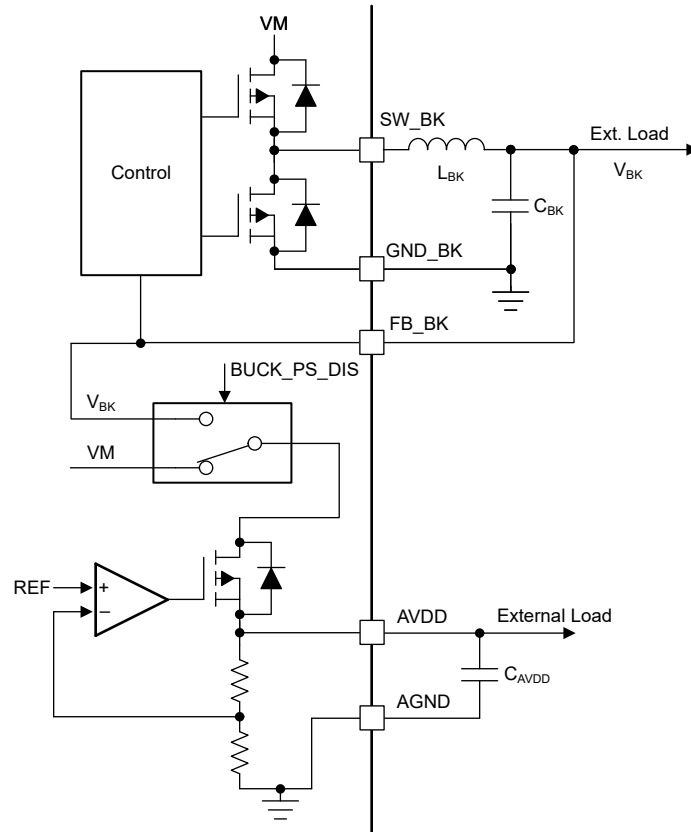 VM
SW_BK
Ext. Load
Control
L_BK
V_BK
C_BK
GND_BK
FB_BK
BUCK_PS_DIS
V_BK
VM
REF
+
–
AVDD
External Load
C_AVDD
AGND